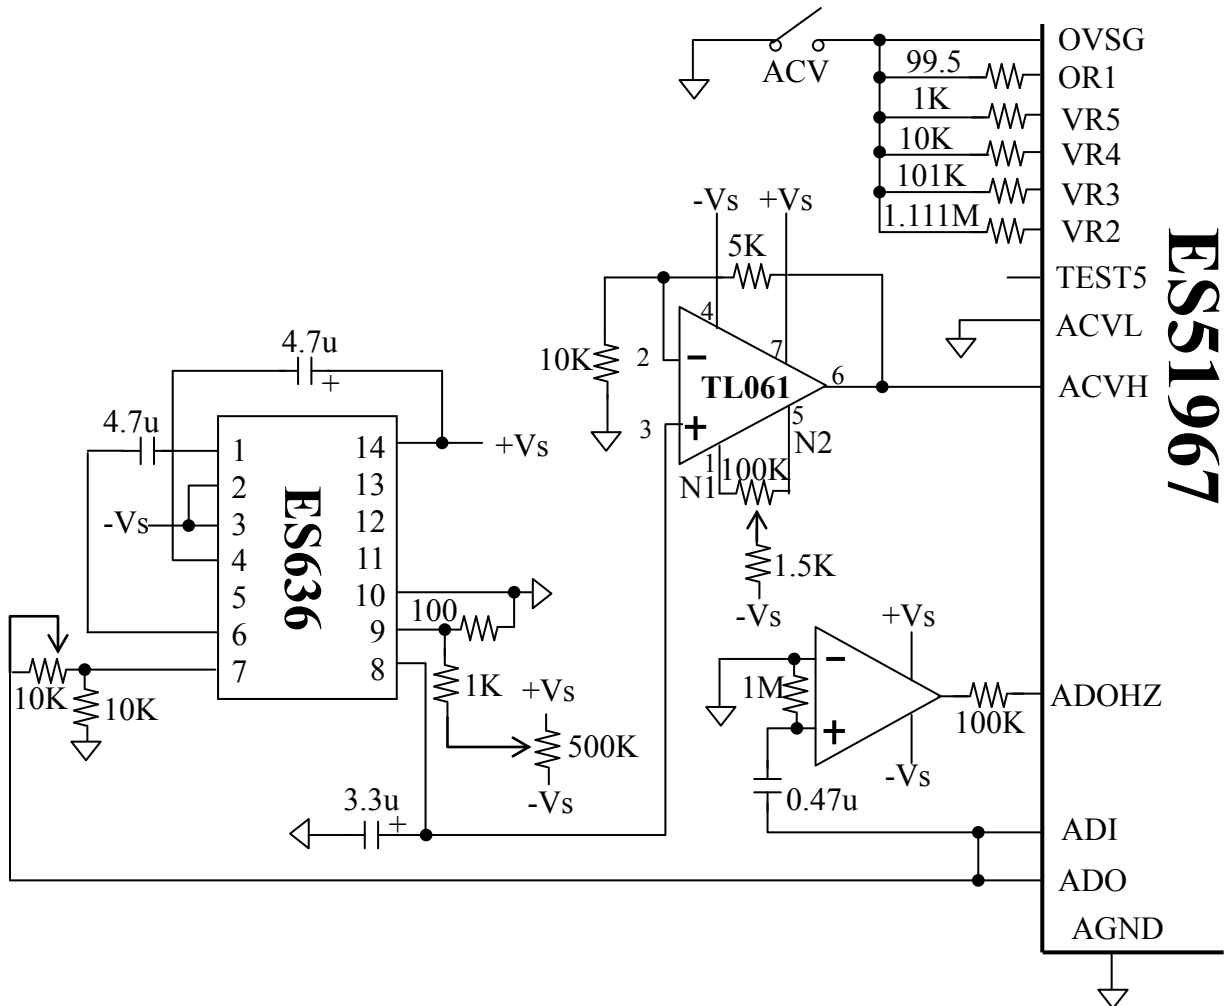 OVSG
ACV
99.5
OR1
1K
VR5
10K
VR4
101K
VR3
-Vs
+Vs
1.111M
VR2
5K
TEST5
4
ACVL
4.7u
+
10K
2
7
TL061
6
ACVH
ES51967
4.7u
3
5
N2
1
100K
N1
1
14
+Vs
2
13
-Vs
3
12
4
11
1.5K
5
10
-Vs
100
6
9
7
8
ES636
+Vs
10K
10K
1K
+Vs
500K
-Vs
1M
100K
ADOHZ
-Vs
3.3u
+
0.47u
ADI
ADO
AGND